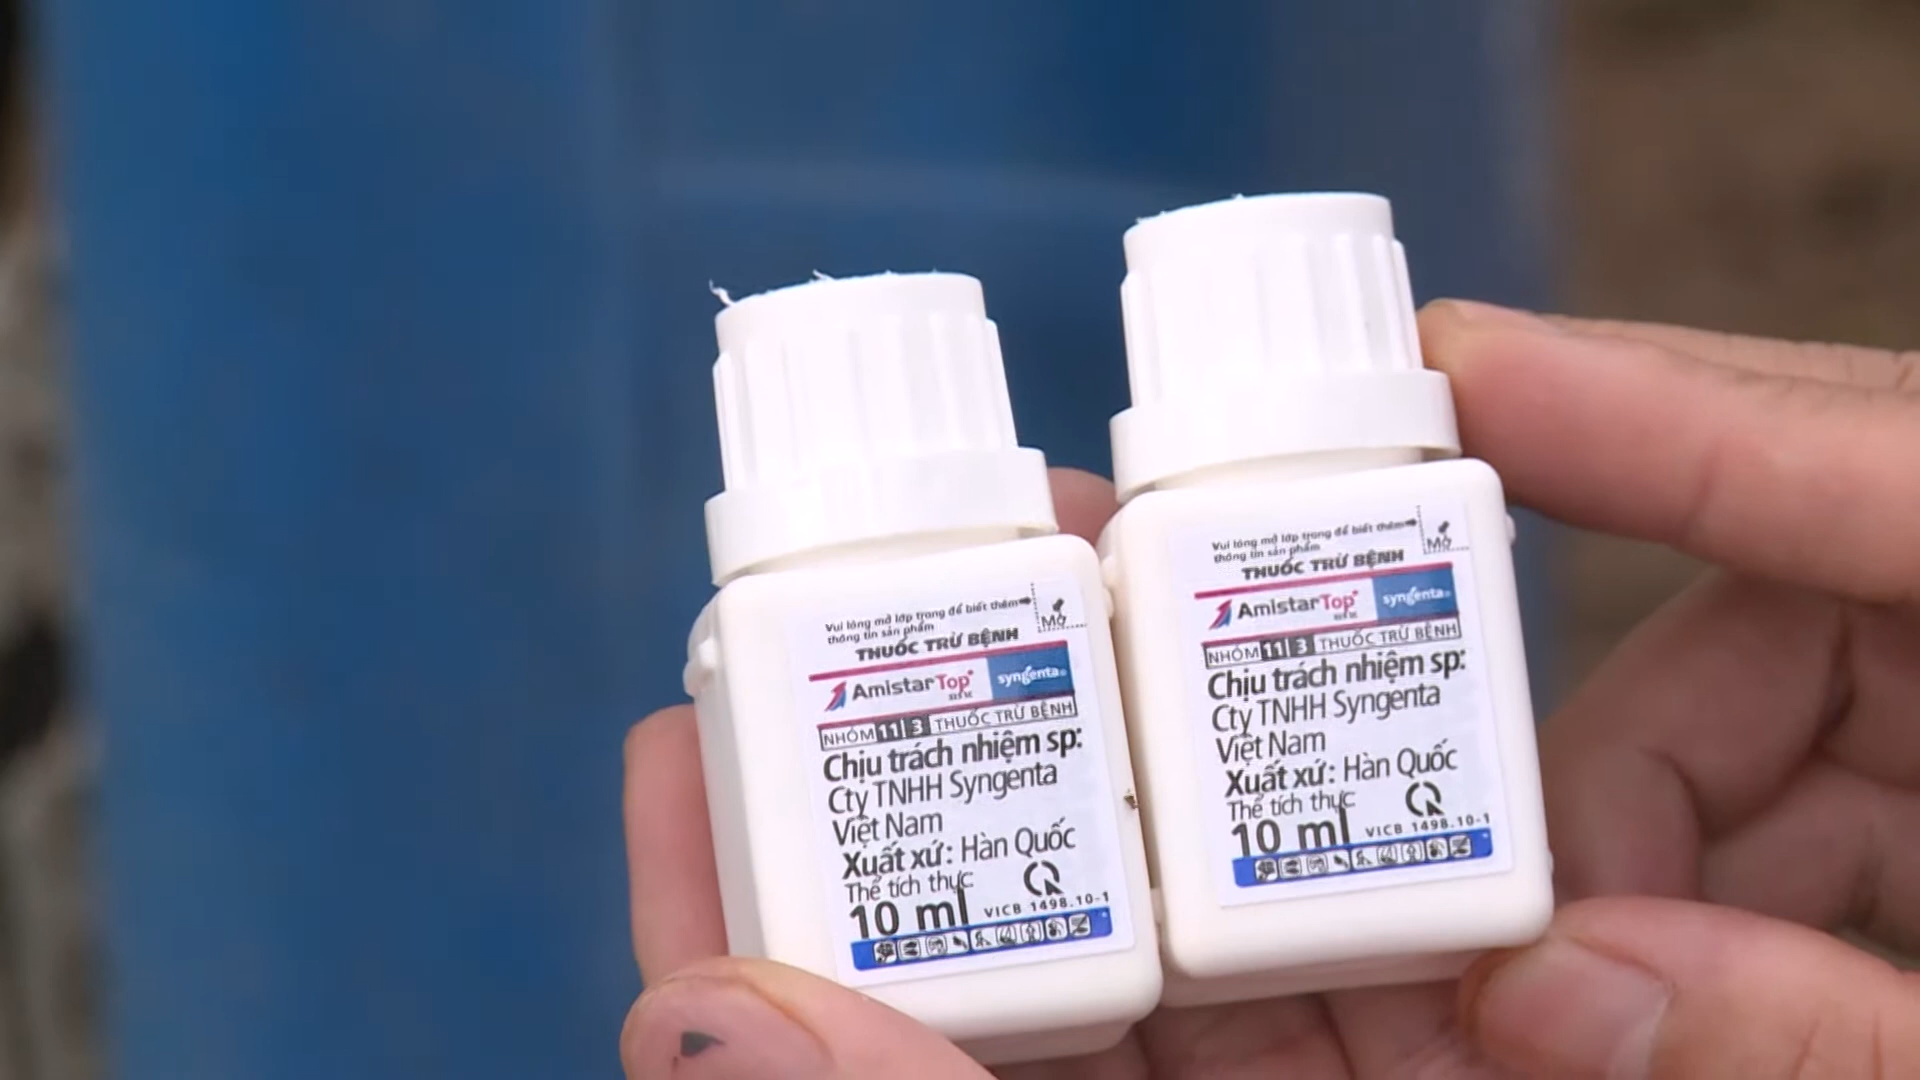 Vui lòng mở lớp trong để biết thêm
thông tin sản phẩm
Mở
THUỐC TRỪ BỆNH
AmistarTop
syngenta
NHÓM 11 3 THUỐC TRỪ BỆNH
Chịu trách nhiệm sp:
Cty TNHH Syngenta
Việt Nam
Xuất xứ: Hàn Quốc
Thể tích thực
10 ml VICB 1498.10-1
Vui lòng mở lớp trong để biết thêm
thông tin sản phẩm
Mở
THUỐC TRỪ BỆNH
AmistarTop
syngenta
NHÓM 11 3 THUỐC TRỪ BỆNH
Chịu trách nhiệm sp:
Cty TNHH Syngenta
Việt Nam
Xuất xứ: Hàn Quốc
Thể tích thực
10 ml VICB 1498.10-1